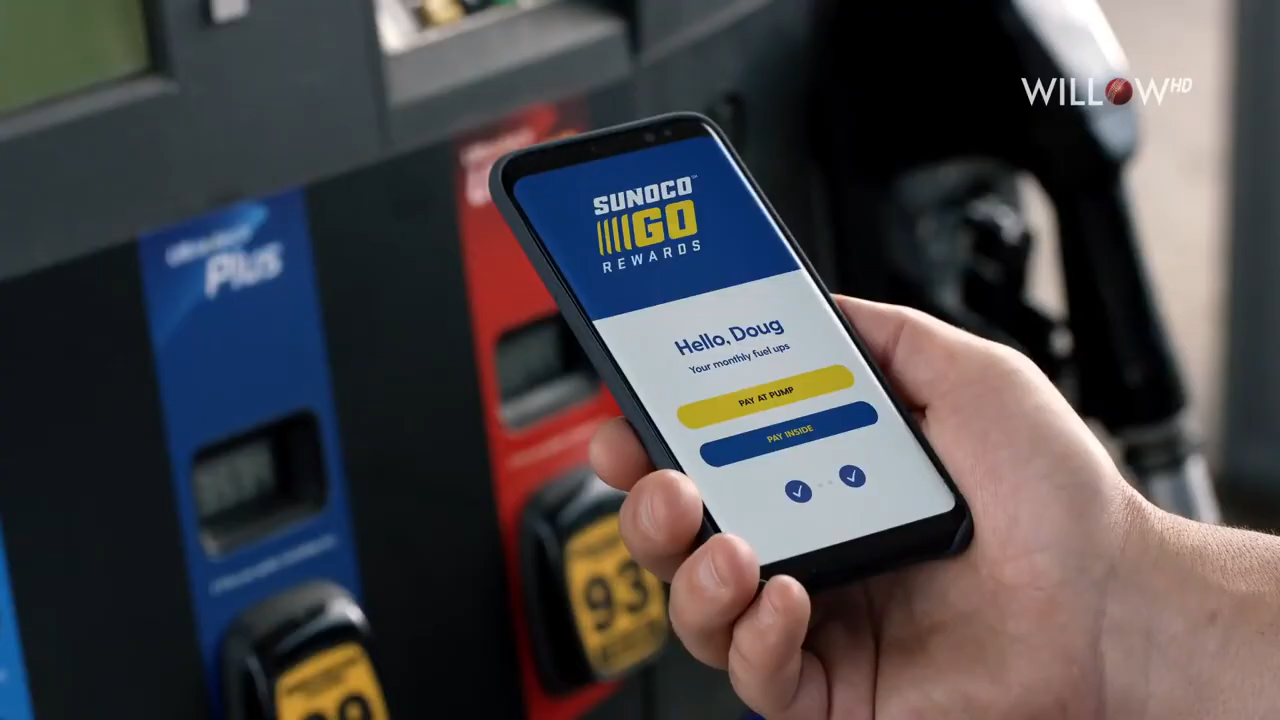 WILLOW HD
SUNOCO
GO
REWARDS
Hello, Doug
Your monthly fuel ups
PAY AT PUMP
PAY INSIDE
Plus
93